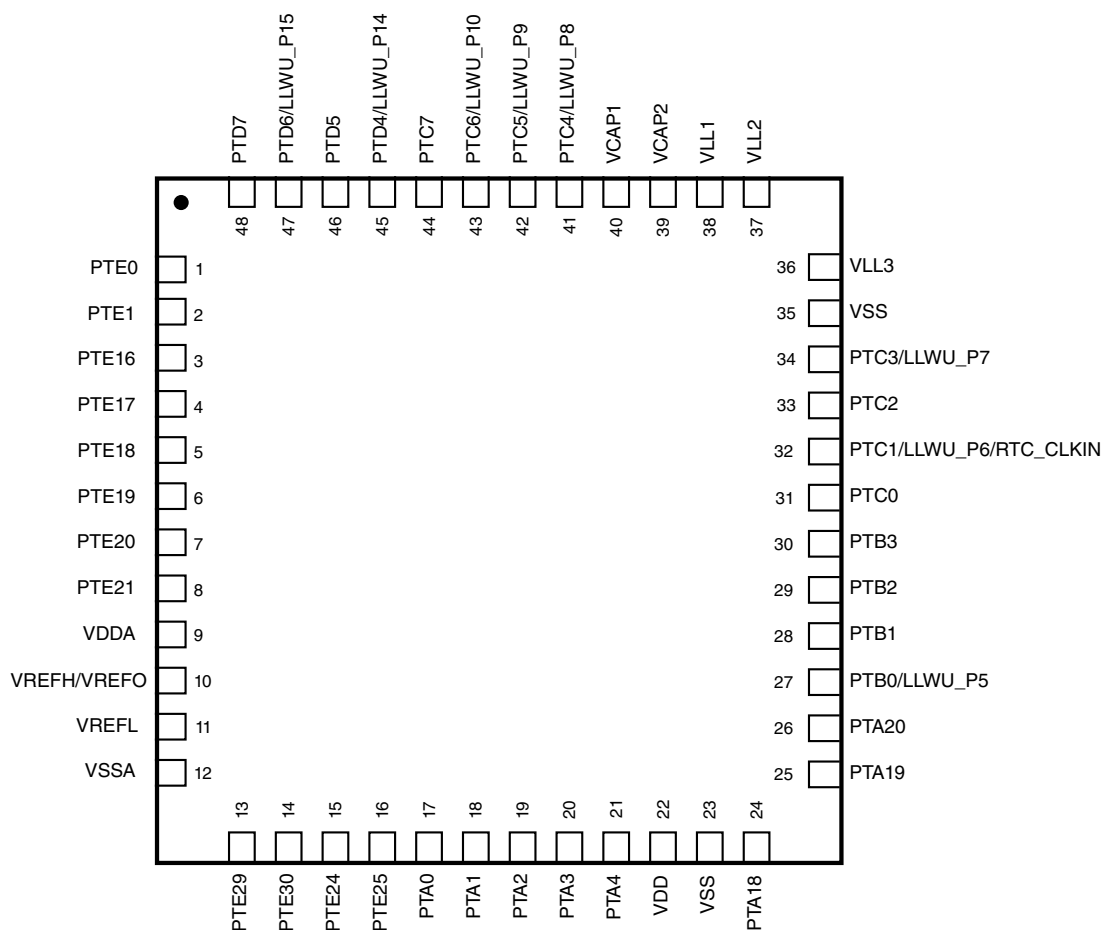 PTD7
PTD6/LLWU_P15
PTD5
PTD4/LLWU_P14
PTC7
PTC6/LLWU_P10
PTC5/LLWU_P9
PTC4/LLWU_P8
VCAP1
VCAP2
VLL1
VLL2
48
47
46
45
44
43
42
41
40
39
38
37
PTE0 1
PTE1 2
PTE16 3
PTE17 4
PTE18 5
PTE19 6
PTE20 7
PTE21 8
VDDA 9
VREFH/VREFO 10
VREFL 11
VSSA 12
36 VLL3
35 VSS
34 PTC3/LLWU_P7
33 PTC2
32 PTC1/LLWU_P6/RTC_CLKIN
31 PTC0
30 PTB3
29 PTB2
28 PTB1
27 PTB0/LLWU_P5
26 PTA20
25 PTA19
13
14
15
16
17
18
19
20
21
22
23
24
PTE29
PTE30
PTE24
PTE25
PTA0
PTA1
PTA2
PTA3
PTA4
VDD
VSS
PTA18